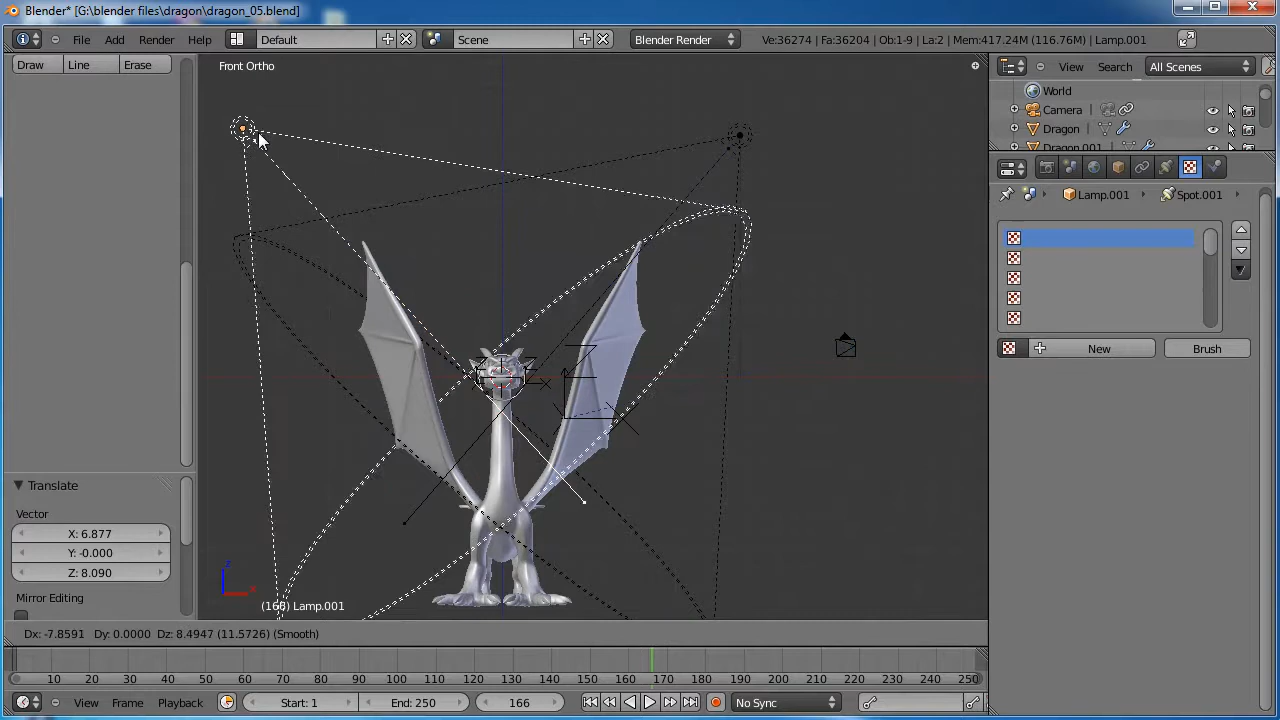 Blender* [G:\blender files\dragon\dragon_05.blend]
File Add Render Help Default Scene Blender Render Ve:36274 | Fa:36204 | Ob:1-9 | La:2 | Mem:417.24M (116.76M) | Lamp.001
Draw Line Erase
Front Ortho
View Search All Scenes
World
Camera
Dragon
Dragon.001
Lamp.001 Spot.001
New Brush
Translate
Vector
X: 6.877
Y: -0.000
Z: 8.090
Mirror Editing
z
x
(166) Lamp.001
Dx: -7.8591 Dy: 0.0000 Dz: 8.4947 (11.5726) (Smooth)
10 20 30 40 50 60 70 80 90 100 110 120 130 140 150 160 170 180 190 200 210 220 230 240 250
View Frame Playback Start: 1 End: 250 166 No Sync